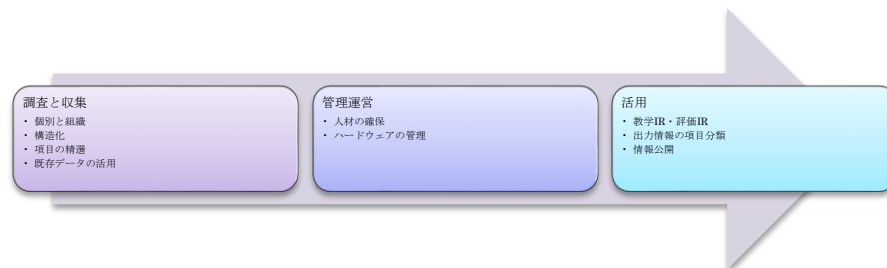 調査と収集
・ 個別と組織
・ 構造化
・ 項目の精選
・ 既存データの活用
管理運営
・ 人材の確保
・ ハードウェアの管理
活用
・ 教学IR・評価IR
・ 出力情報の項目分類
・ 情報公開